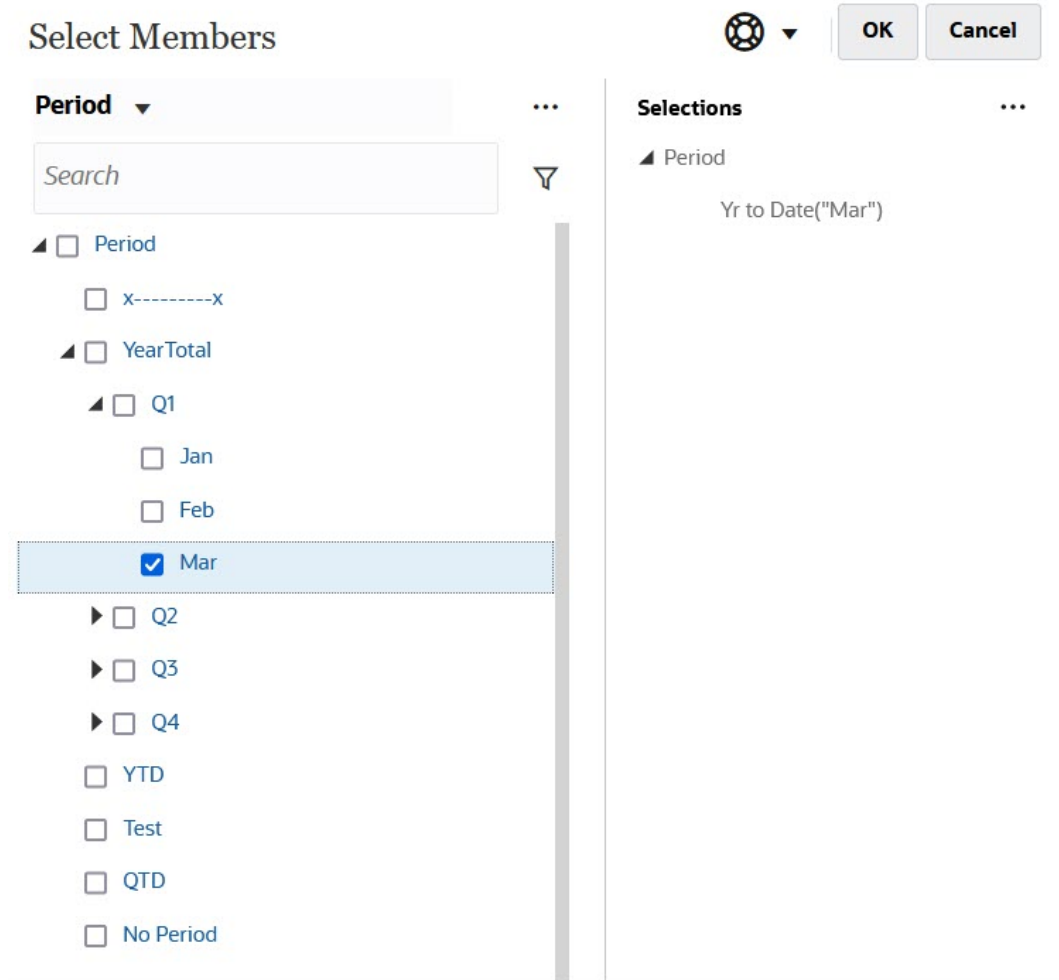 Select Members
OK
Cancel
Period
Search
Period
x---------x
YearTotal
Q1
Jan
Feb
Mar
Q2
Q3
Q4
YTD
Test
QTD
No Period
Selections
Period
Yr to Date("Mar")